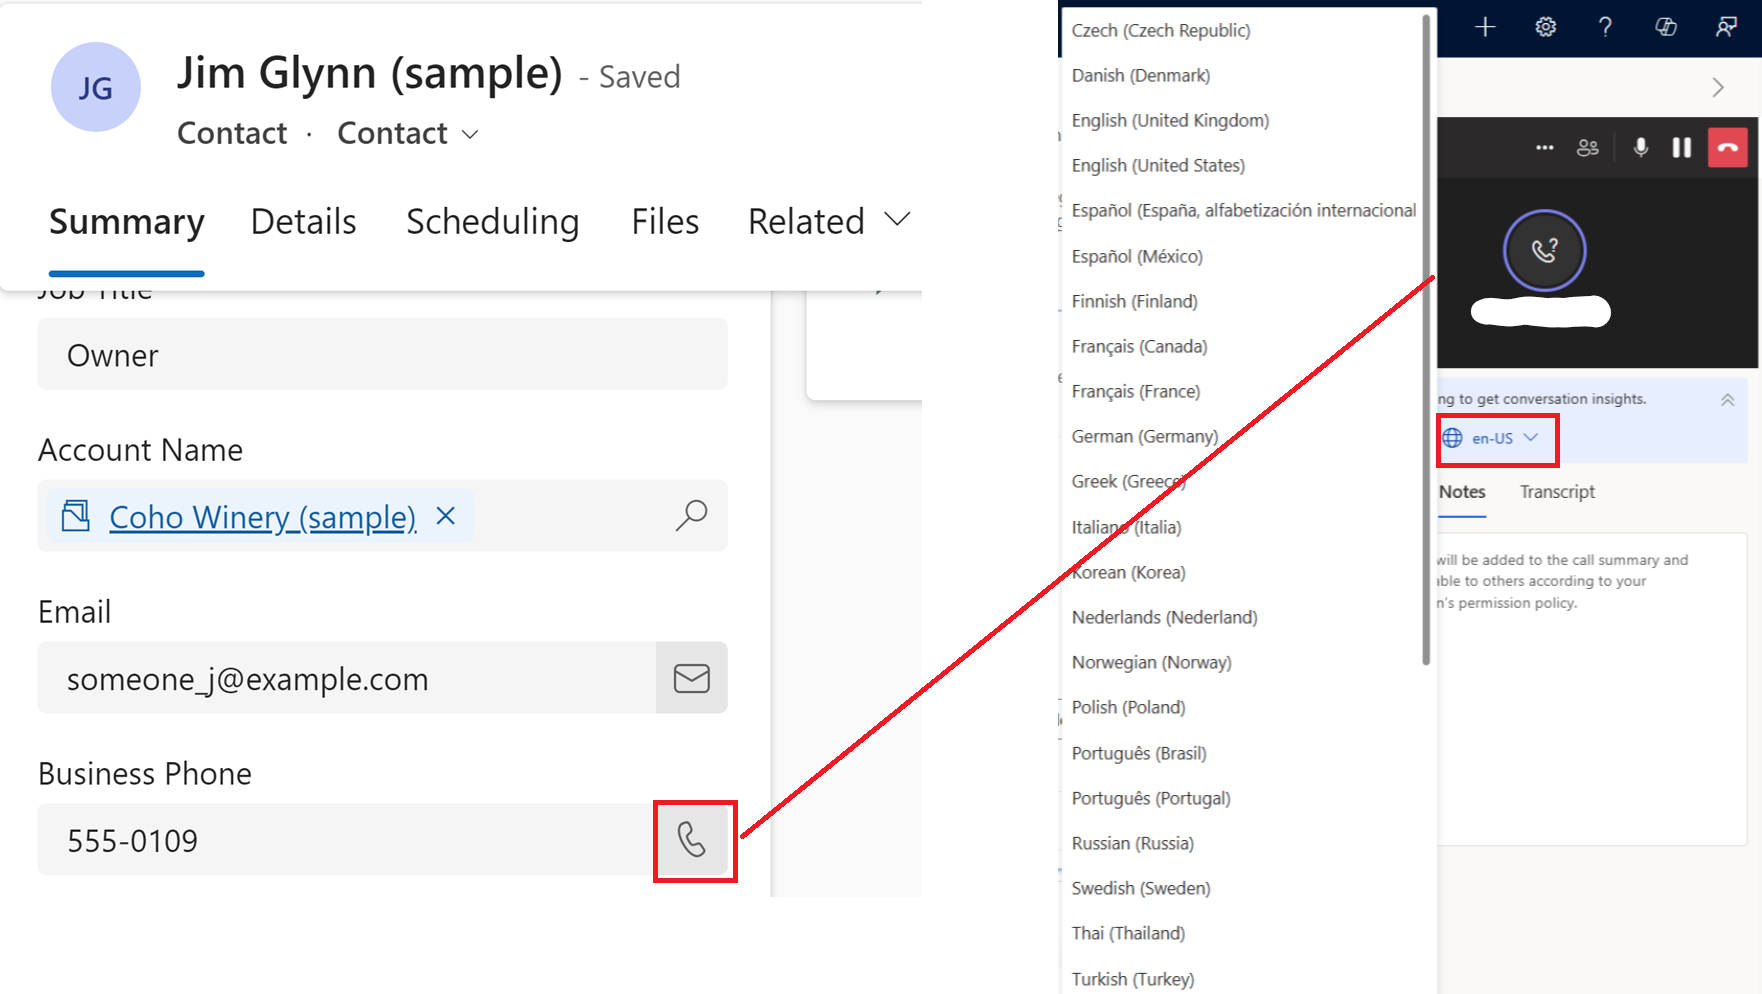 JG
Jim Glynn (sample) - Saved
Contact · Contact
Summary Details Scheduling Files Related
Job Title
Owner
Account Name
Coho Winery (sample)
Email
someone_j@example.com
Business Phone
555-0109
Czech (Czech Republic)
Danish (Denmark)
English (United Kingdom)
English (United States)
Español (España, alfabetización internacional
Español (México)
Finnish (Finland)
Français (Canada)
Français (France)
German (Germany)
Greek (Greece)
Italiano (Italia)
Korean (Korea)
Nederlands (Nederland)
Norwegian (Norway)
Polish (Poland)
Português (Brasil)
Português (Portugal)
Russian (Russia)
Swedish (Sweden)
Thai (Thailand)
Turkish (Turkey)
ng to get conversation insights.
en-US
Notes Transcript
will be added to the call summary and
ble to others according to your
n's permission policy.